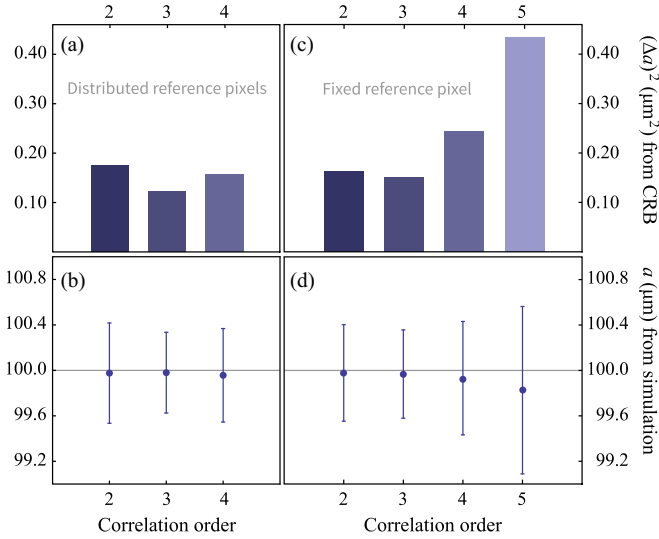 2 3 4 2 3 4 5
(a) (c)
0.40 0.40
Distributed reference pixels Fixed reference pixel
0.30 0.30
0.20 0.20
0.10 0.10
(Δa)² (μm²) from CRB
(b) (d)
100.8 100.8
100.4 100.4
100.0 100.0
99.6 99.6
99.2 99.2
a (μm) from simulation
2 3 4 2 3 4 5
Correlation order Correlation order